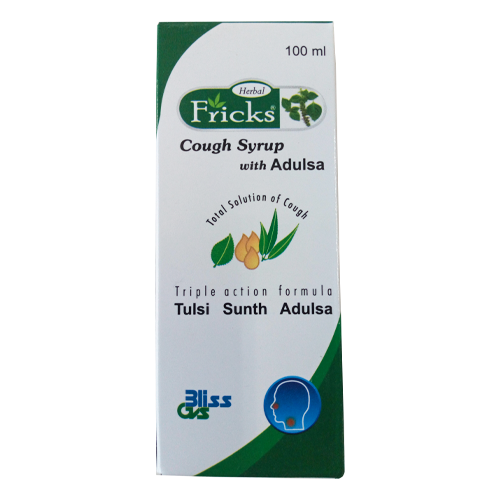 100 ml
Herbal
Fricks®
Cough Syrup
with Adulsa
Total Solution of Cough
Triple action formula
Tulsi Sunth Adulsa
Bliss
GVS